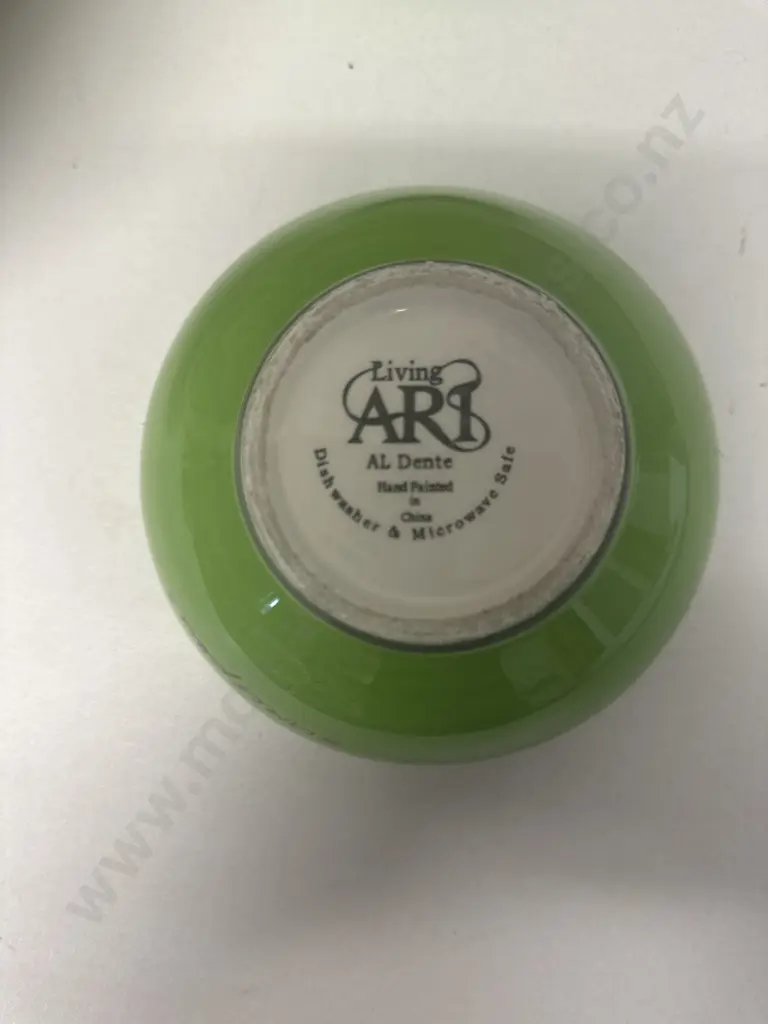 Living
ART
AL Dente
Hand Painted
in
China
Dishwasher & Microwave Safe